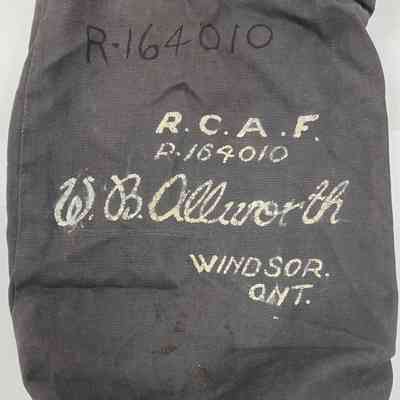 R-164010
R.C.A.F.
R-164010
W.B. Allworth
WINDSOR.
ONT.